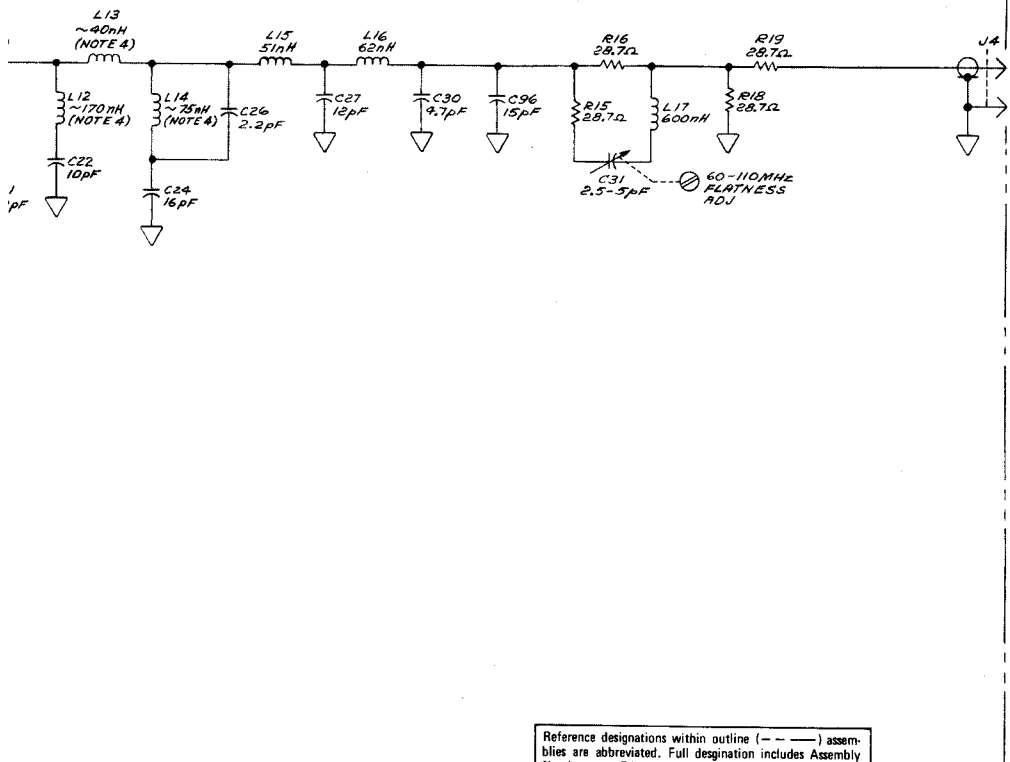 L13
~40nH
(NOTE 4)
L15
51nH
L16
62nH
R16
28.7Ω
R19
28.7Ω
J4
L12
~170nH
(NOTE 4)
L14
~75nH
(NOTE 4)
C26
2.2pF
C27
12pF
C30
4.7pF
C96
15pF
R15
28.7Ω
L17
600nH
R18
28.7Ω
C22
10pF
C24
16pF
C31
2.5-5pF
60-110MHz
FLATNESS
ADJ
pF
Reference designations within outline (— — ——) assem-
blies are abbreviated. Full desgination includes Assembly